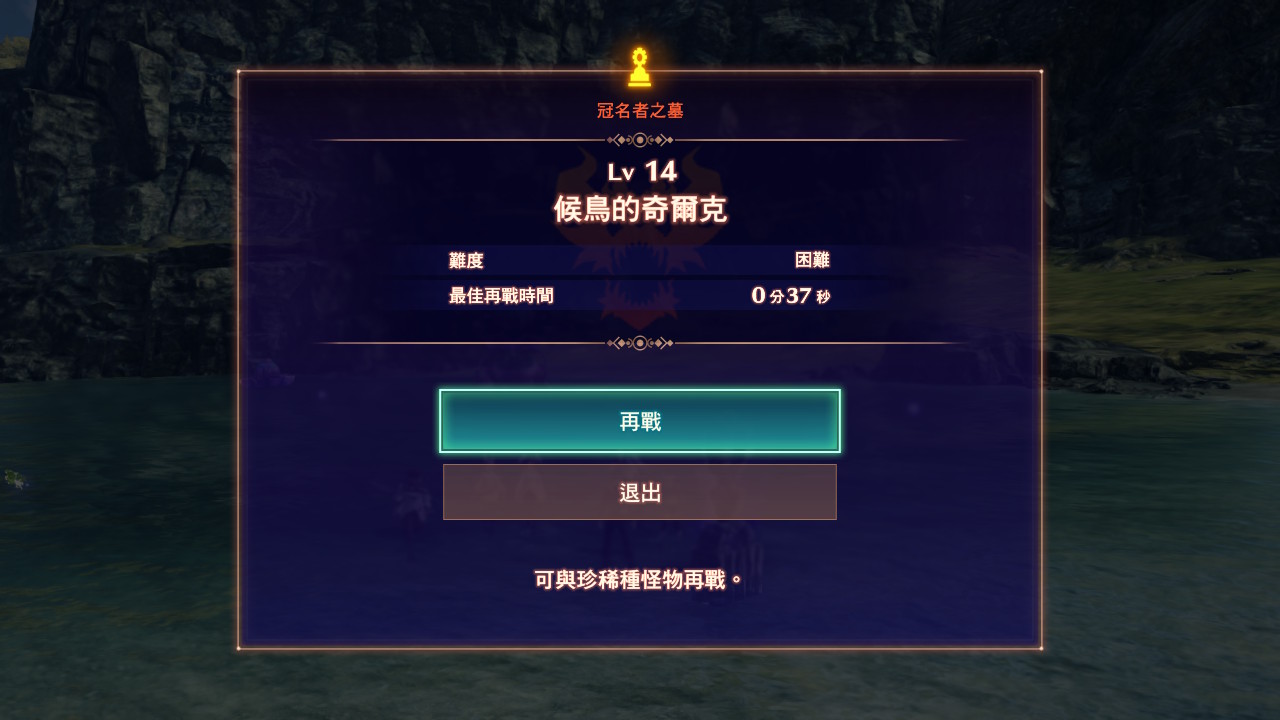 冠名者之墓
Lv 14
候鳥的奇爾克
難度 困難
最佳再戰時間 0分37秒
再戰
退出
可與珍稀種怪物再戰。